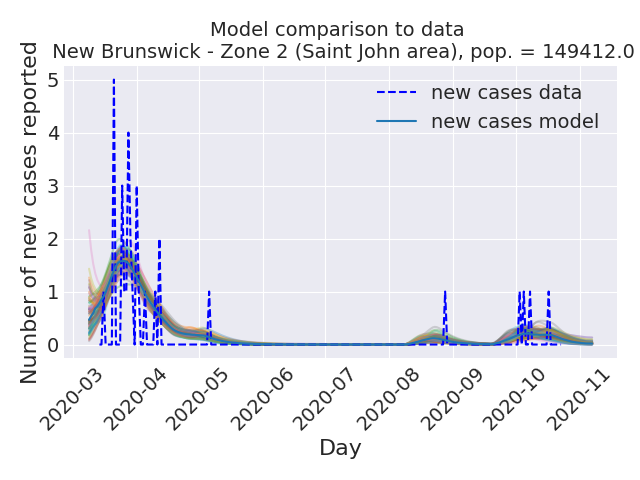 Model comparison to data
New Brunswick - Zone 2 (Saint John area), pop. = 149412.0
Number of new cases reported
5
4
3
2
1
0
new cases data
new cases model
2020-03
2020-04
2020-05
2020-06
2020-07
2020-08
2020-09
2020-10
2020-11
Day